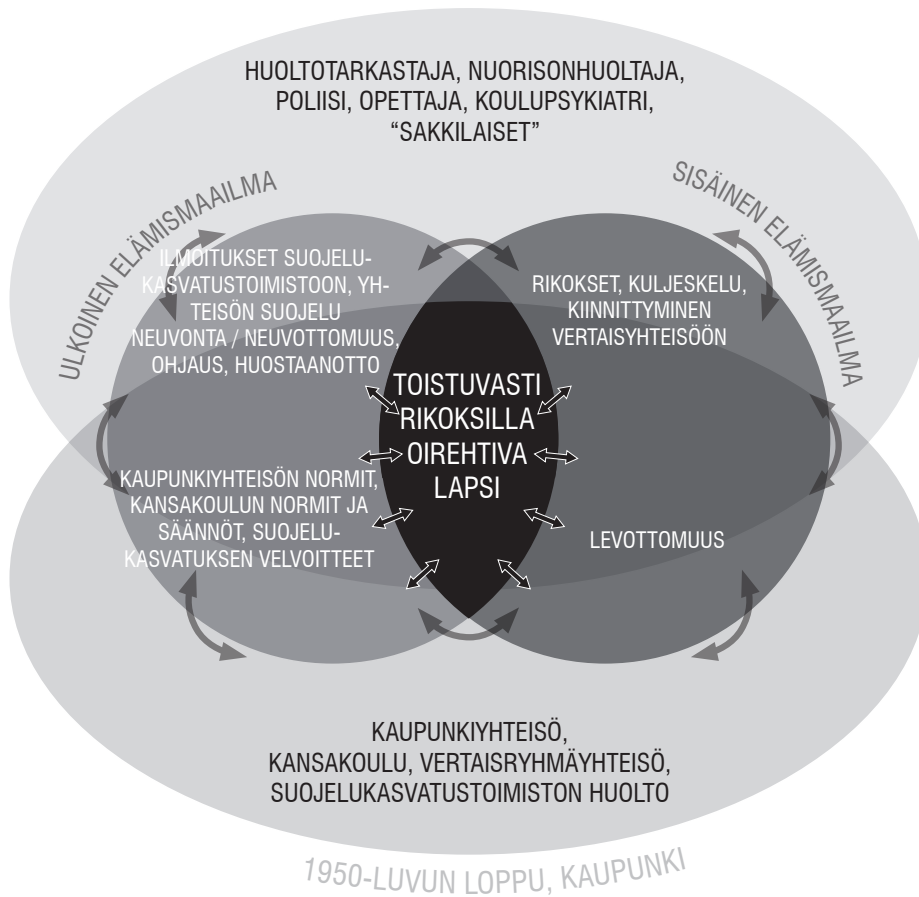 HUOLTOTARKASTAJA, NUORISONHUOLTAJA,
POLIISI, OPETTAJA, KOULUPSYKIATRI,
“SAKKILAISET”
ULKOINEN ELÄMISMAAILMA
SISÄINEN ELÄMISMAAILMA
ILMOITUKSET SUOJELU-
KASVATUSTOIMISTOON, YH-
TEISÖN SUOJELU
NEUVONTA / NEUVOTTOMUUS,
OHJAUS, HUOSTAANOTTO
RIKOKSET, KULJESKELU,
KIINNITTYMINEN
VERTAISYHTEISÖÖN
TOISTUVASTI
RIKOKSILLA
OIREHTIVA
LAPSI
KAUPUNKIYHTEISÖN NORMIT,
KANSAKOULUN NORMIT JA
SÄÄNNÖT, SUOJELU-
KASVATUKSEN VELVOITTEET
LEVOTTOMUUS
KAUPUNKIYHTEISÖ,
KANSAKOULU, VERTAISRYHMÄYHTEISÖ,
SUOJELUKASVATUSTOIMISTON HUOLTO
1950-LUVUN LOPPU, KAUPUNKI